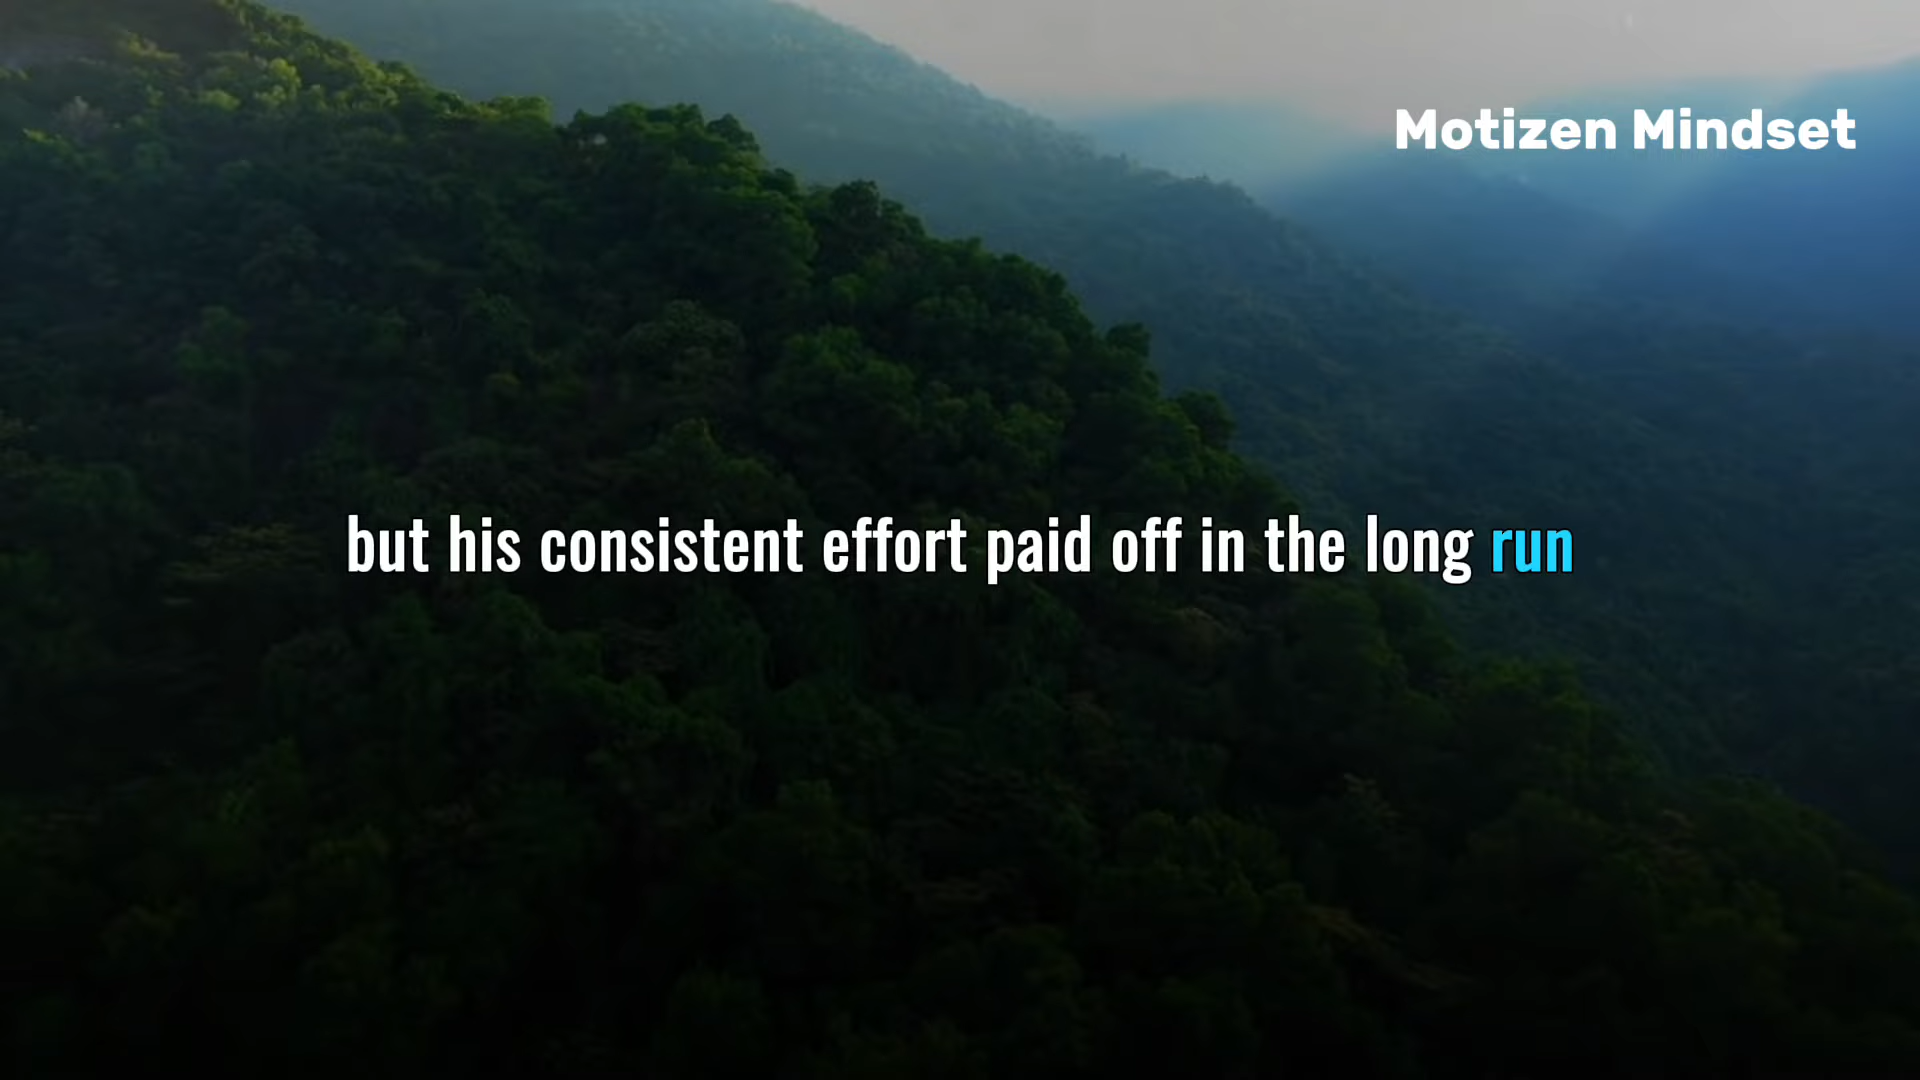 Motizen Mindset
but his consistent effort paid off in the long run